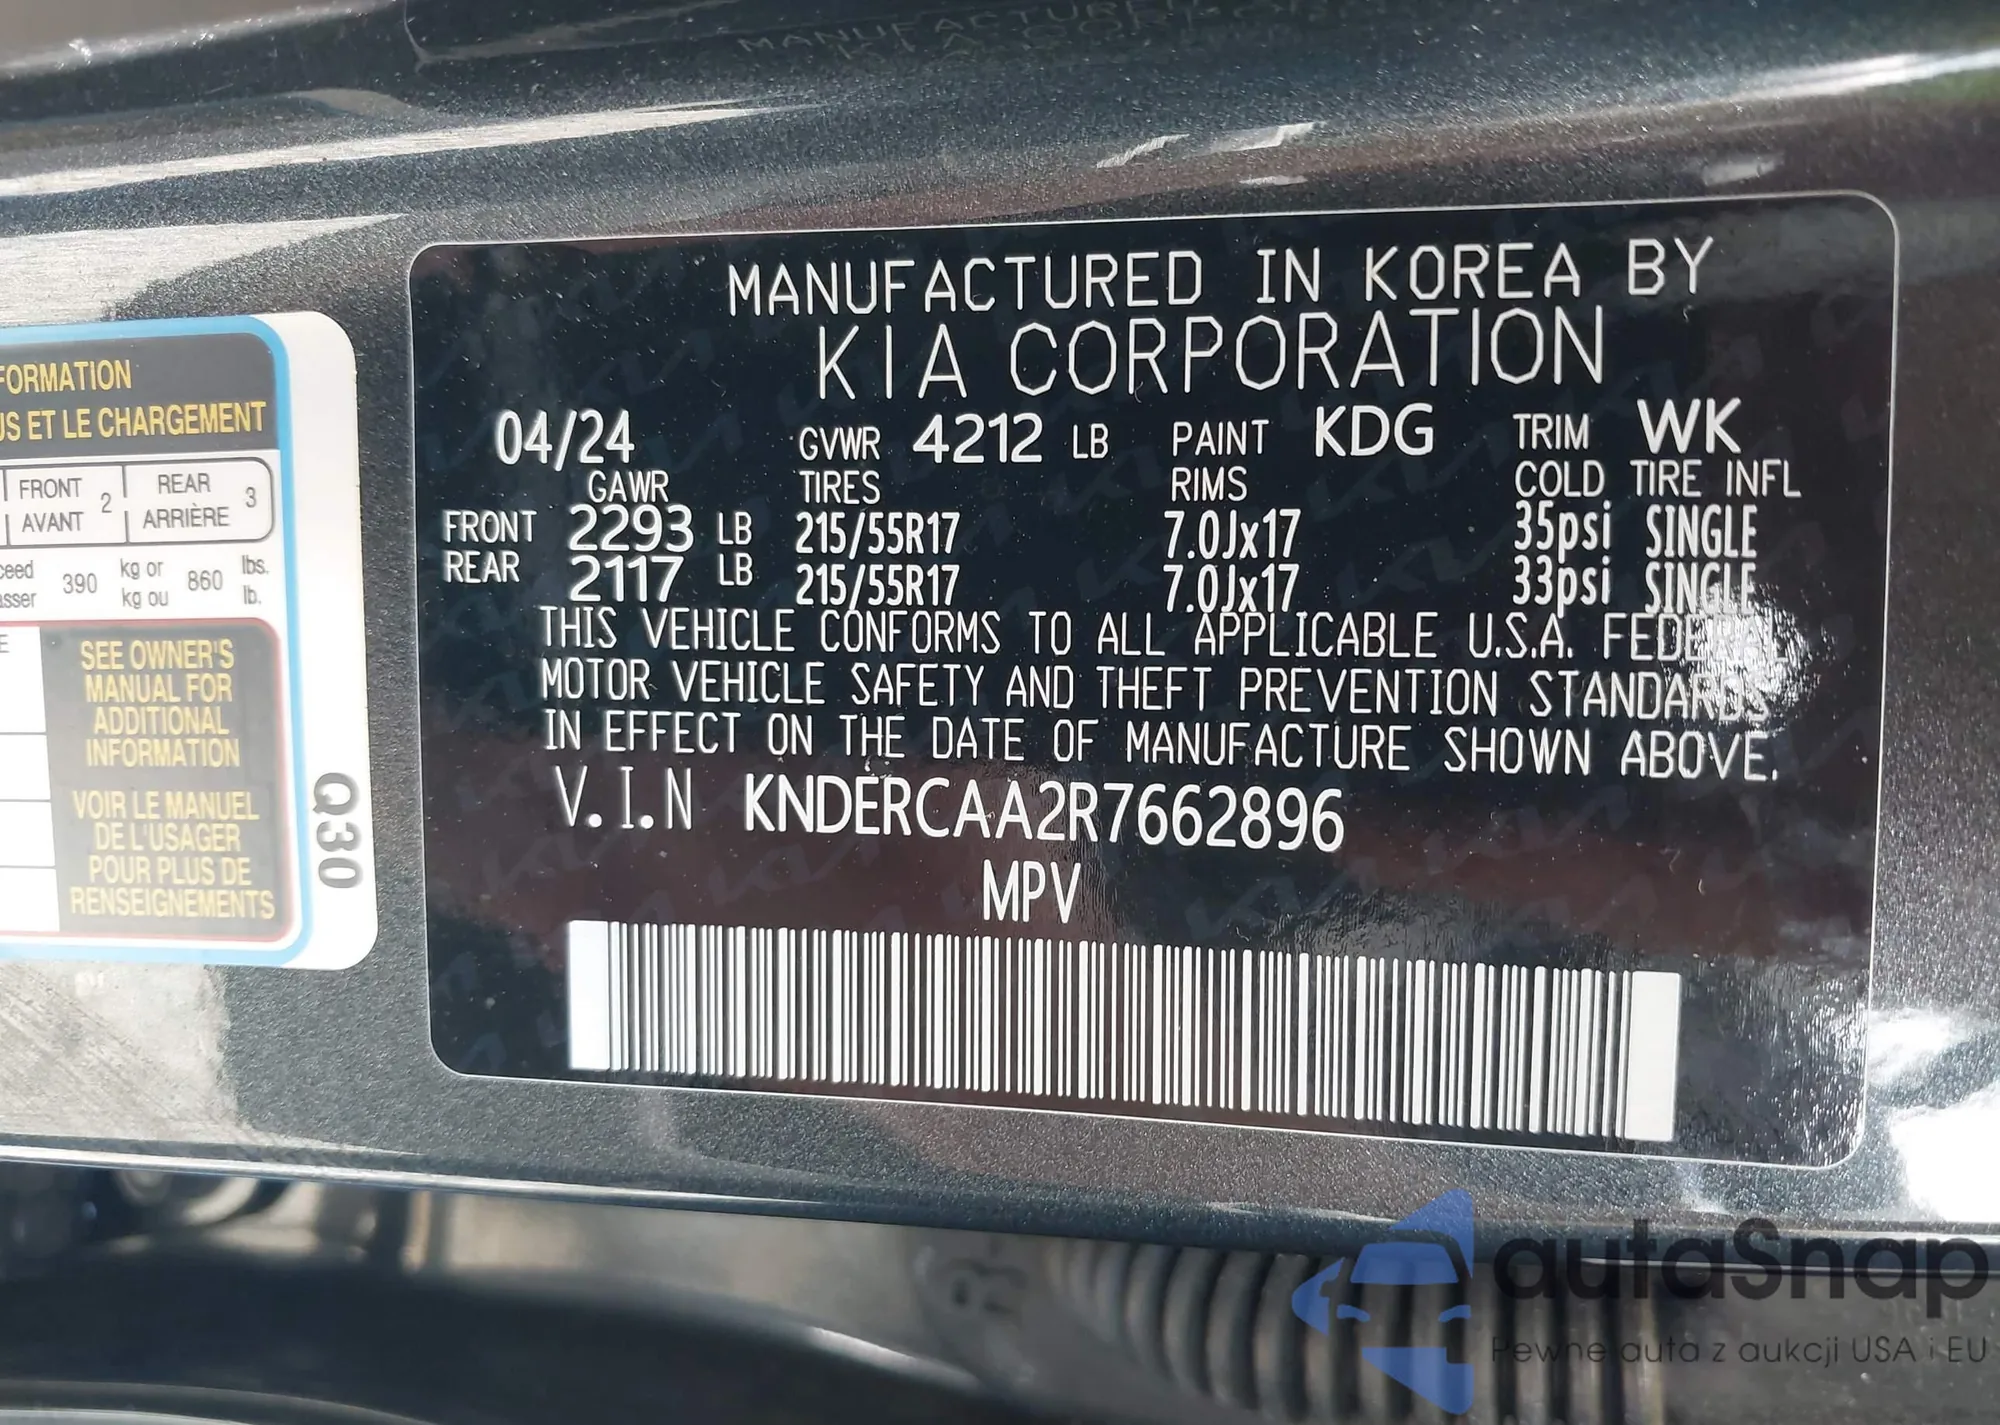 MANUFACTURED IN KOREA BY
KIA CORPORATION
04/24 GVWR 4212 LB PAINT KDG TRIM WK
GAWR TIRES RIMS COLD TIRE INFL
FRONT 2293 LB 215/55R17 7.0Jx17 35psi SINGLE
REAR 2117 LB 215/55R17 7.0Jx17 33psi SINGLE
THIS VEHICLE CONFORMS TO ALL APPLICABLE U.S.A. FEDERAL
MOTOR VEHICLE SAFETY AND THEFT PREVENTION STANDARDS
IN EFFECT ON THE DATE OF MANUFACTURE SHOWN ABOVE.
V.I.N KNDERCAA2R7662896
MPV
FORMATION
US ET LE CHARGEMENT
FRONT 2 REAR 3
AVANT ARRIÈRE
390 kg or 860 lbs.
kg ou lb.
SEE OWNER'S
MANUAL FOR
ADDITIONAL
INFORMATION
VOIR LE MANUEL
DE L'USAGER
POUR PLUS DE
RENSEIGNEMENTS
Q30
autaSnap
Pewne auta z aukcji USA i EU